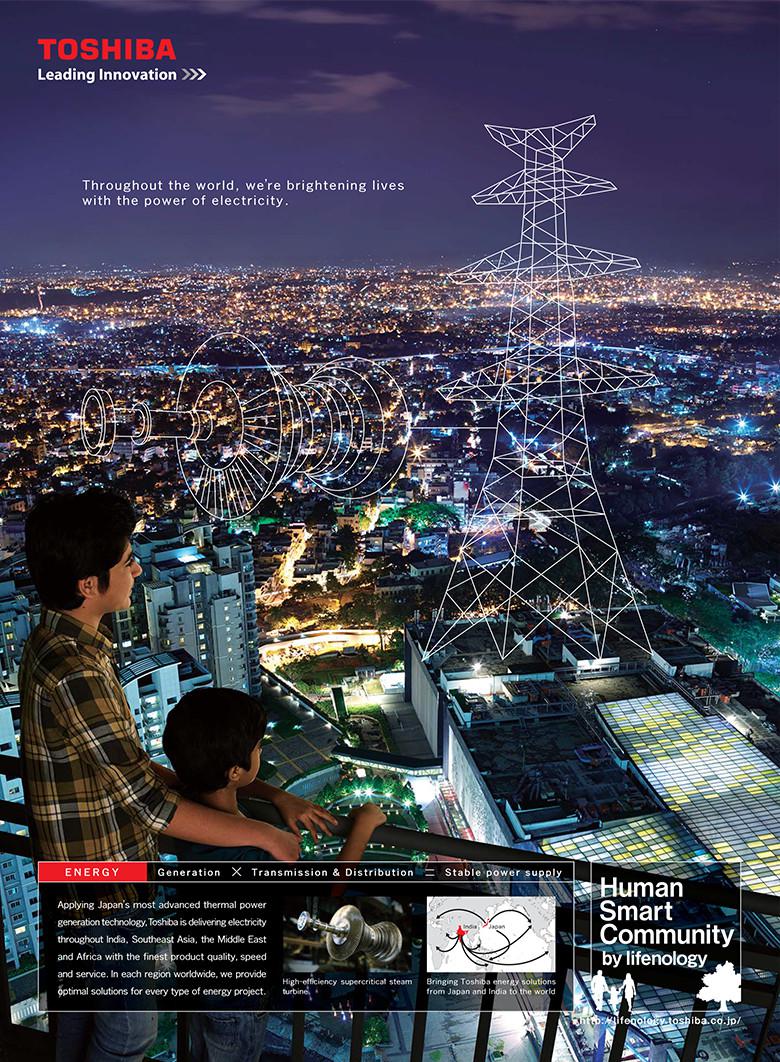 TOSHIBA
Leading Innovation >>>
Throughout the world, we're brightening lives
with the power of electricity.
ENERGY Generation × Transmission & Distribution = Stable power supply
Applying Japan's most advanced thermal power
generation technology, Toshiba is delivering electricity
throughout India, Southeast Asia, the Middle East
and Africa with the finest product quality, speed
and service. In each region worldwide, we provide
optimal solutions for every type of energy project.
High-efficiency supercritical steam
turbine
India Japan
Bringing Toshiba energy solutions
from Japan and India to the world
Human
Smart
Community
by lifenology
http://lifenology.toshiba.co.jp/